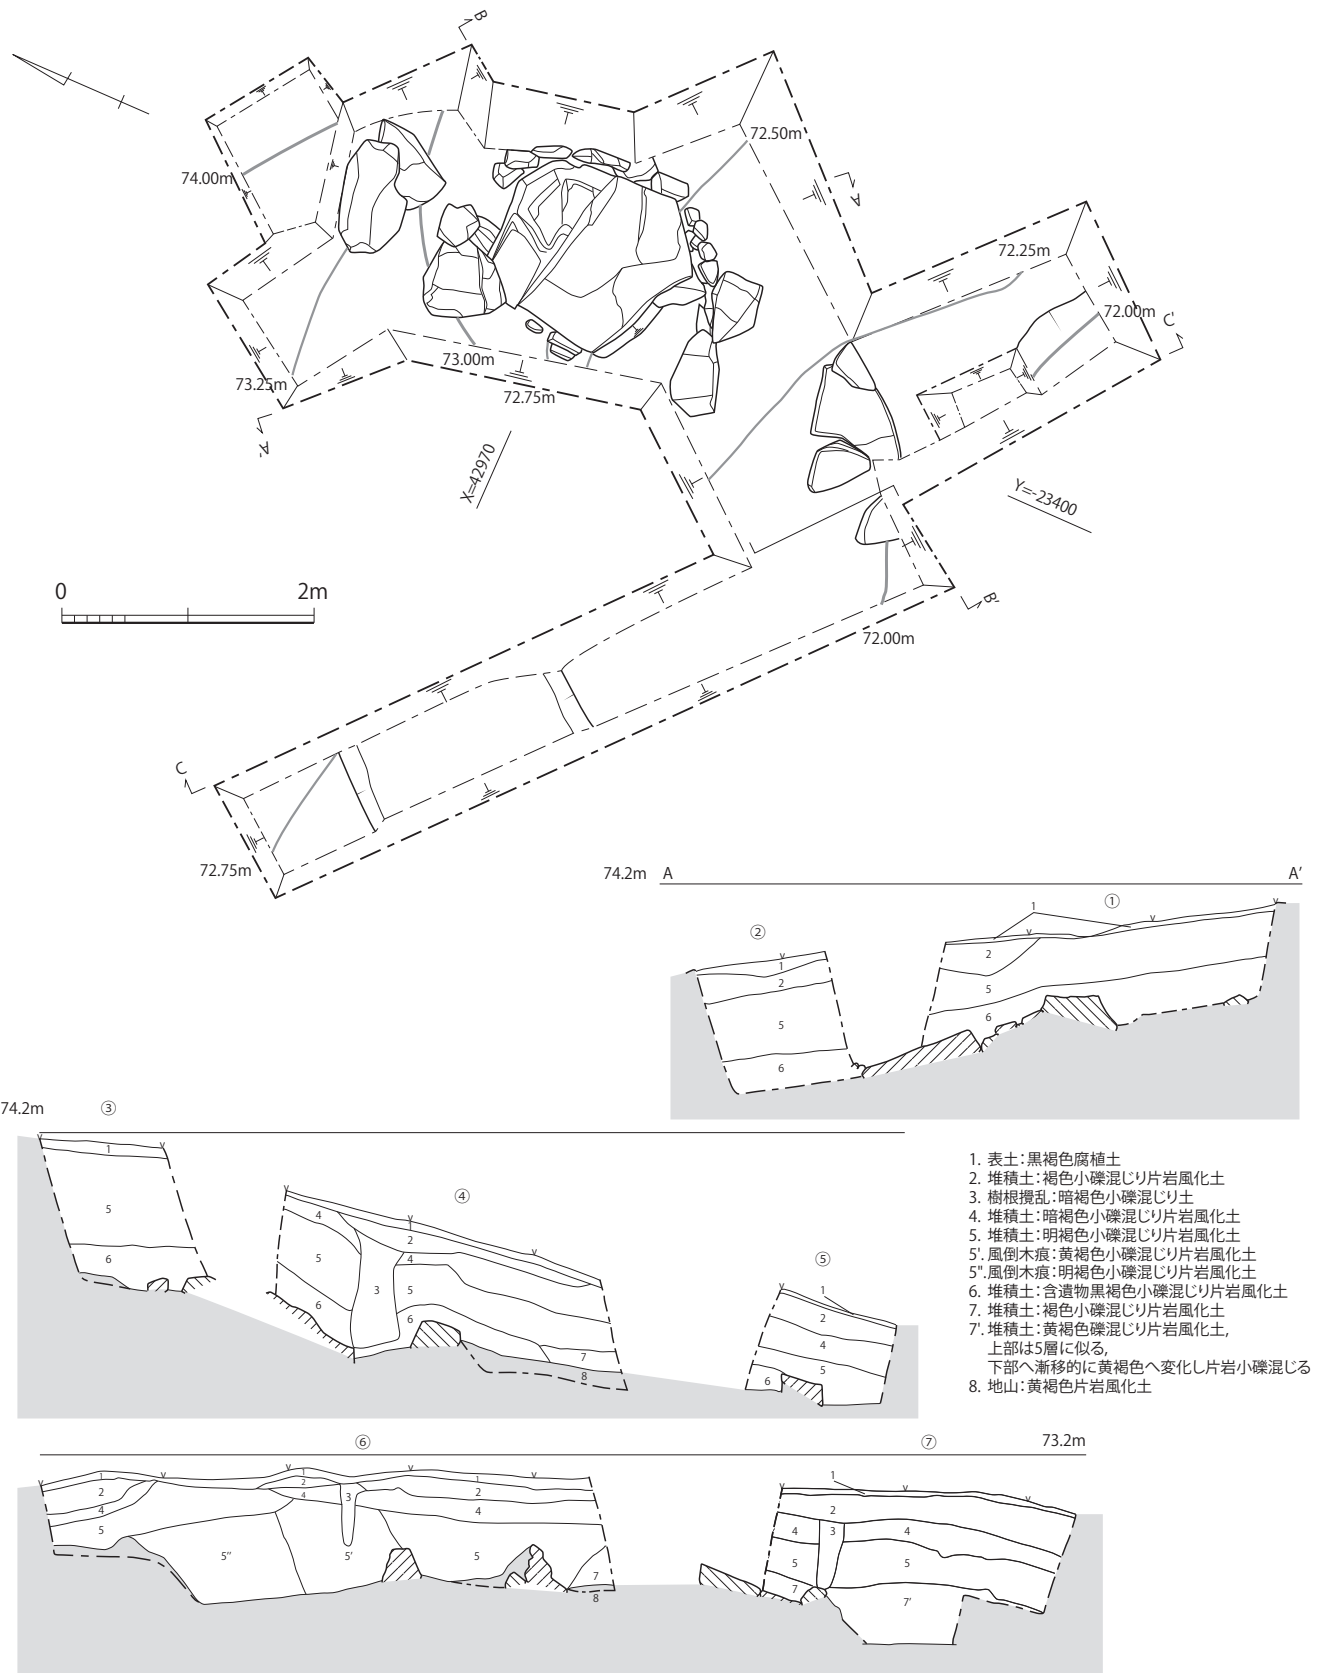 B
74.00m
72.50m
A
72.25m
72.00m
C'
73.25m
73.00m
72.75m
A'
X=42970
Y=-23400
0 2m
B'
72.00m
C
72.75m
74.2m A A'
①
1
②
1
2
2
5
5
6
6
74.2m ③
④
1
5
6
4
1
2
4
5
3
5
6
6
7
8
⑤
1
2
4
5
6
1. 表土：黒褐色腐植土
2. 堆積土：褐色小礫混じり片岩風化土
3. 樹根攪乱：暗褐色小礫混じり土
4. 堆積土：暗褐色小礫混じり片岩風化土
5. 堆積土：明褐色小礫混じり片岩風化土
5'. 風倒木痕：黄褐色小礫混じり片岩風化土
5". 風倒木痕：明褐色小礫混じり片岩風化土
6. 堆積土：含遺物黒褐色小礫混じり片岩風化土
7. 堆積土：褐色小礫混じり片岩風化土
7'. 堆積土：黄褐色礫混じり片岩風化土，
上部は5層に似る，
下部へ漸移的に黄褐色へ変化し片岩小礫混じる
8. 地山：黄褐色片岩風化土
⑥ ⑦ 73.2m
1
1
1
2
2
2
4
3
4
4
5
5"
5'
5
7
8
1
2
4
3
4
5
5
7
7'